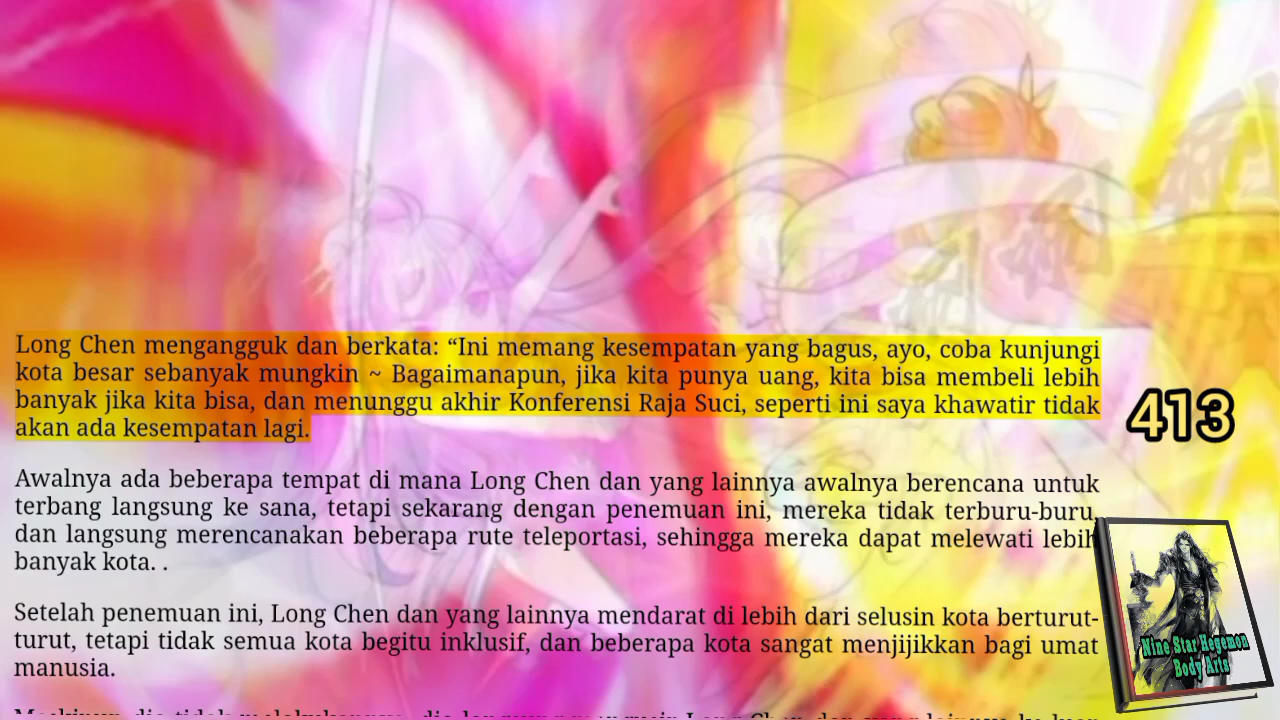 Long Chen mengangguk dan berkata: “Ini memang kesempatan yang bagus, ayo, coba kunjungi
kota besar sebanyak mungkin ~ Bagaimanapun, jika kita punya uang, kita bisa membeli lebih
banyak jika kita bisa, dan menunggu akhir Konferensi Raja Suci, seperti ini saya khawatir tidak
akan ada kesempatan lagi.
413
Awalnya ada beberapa tempat di mana Long Chen dan yang lainnya awalnya berencana untuk
terbang langsung ke sana, tetapi sekarang dengan penemuan ini, mereka tidak terburu-buru,
dan langsung merencanakan beberapa rute teleportasi, sehingga mereka dapat melewati lebih
banyak kota. .
Setelah penemuan ini, Long Chen dan yang lainnya mendarat di lebih dari selusin kota berturut-
turut, tetapi tidak semua kota begitu inklusif, dan beberapa kota sangat menjijikkan bagi umat
manusia.
Nine Star Hegemon
Body Arts